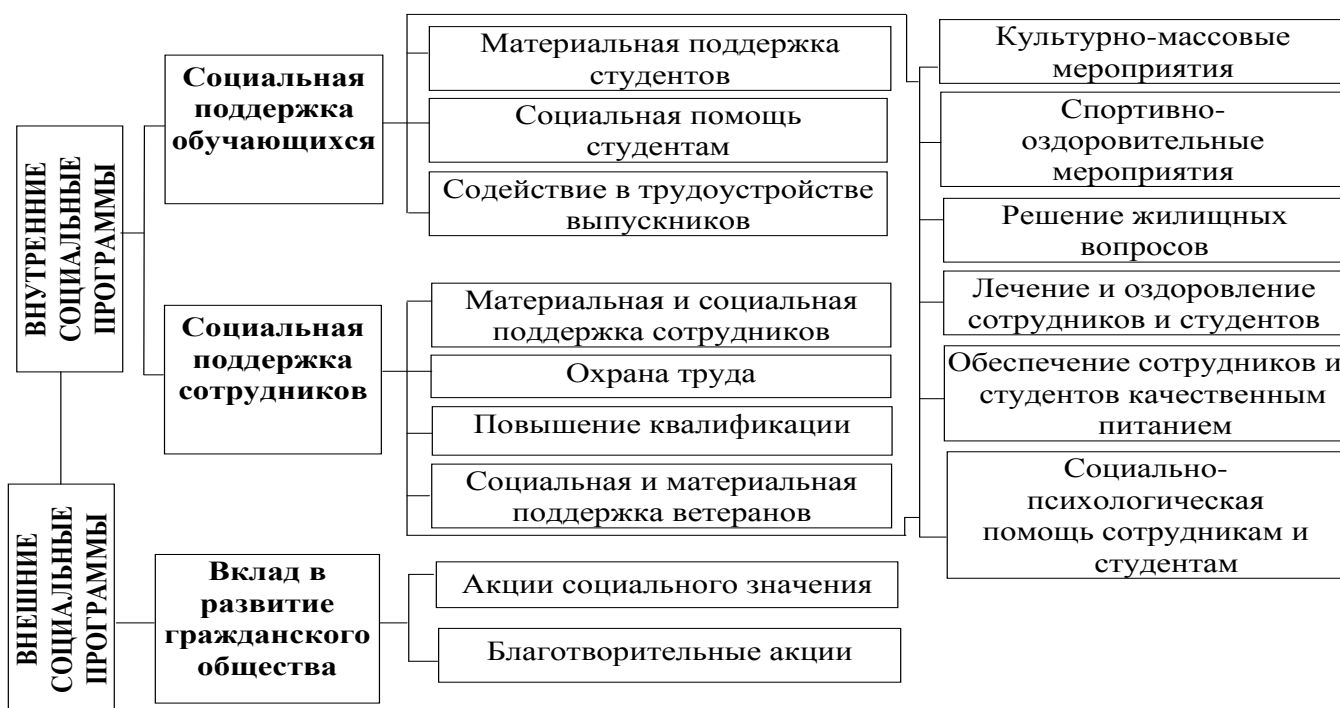 ВНУТРЕННИЕ
СОЦИАЛЬНЫЕ
ПРОГРАММЫ
Социальная
поддержка
обучающихся
Материальная поддержка
студентов
Социальная помощь
студентам
Содействие в трудоустройстве
выпускников
Социальная
поддержка
сотрудников
Материальная и социальная
поддержка сотрудников
Охрана труда
Повышение квалификации
Социальная и материальная
поддержка ветеранов
Культурно-массовые
мероприятия
Спортивно-
оздоровительные
мероприятия
Решение жилищных
вопросов
Лечение и оздоровление
сотрудников и студентов
Обеспечение сотрудников и
студентов качественным
питанием
Социально-
психологическая
помощь сотрудникам и
студентам
ВНЕШНИЕ
СОЦИАЛЬНЫЕ
ПРОГРАММЫ
Вклад в
развитие
гражданского
общества
Акции социального значения
Благотворительные акции